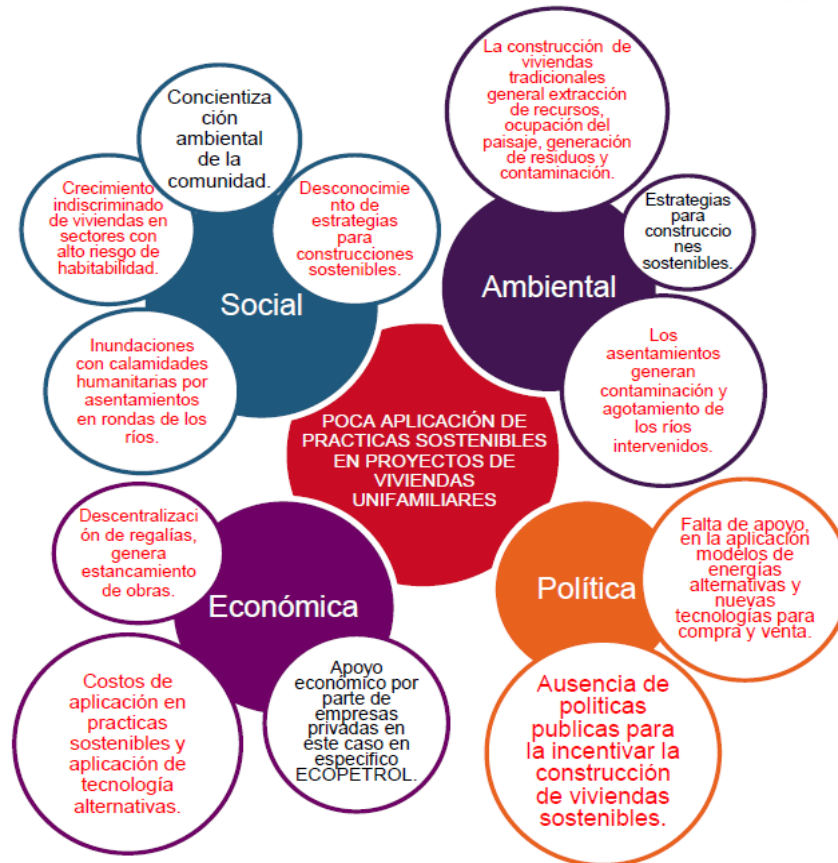 Concientiza
ción
ambiental
de la
comunidad.
Crecimiento
indiscriminado
de viviendas en
sectores con
alto riesgo de
habitabilidad.
Desconocimie
nto de
estrategias
para
construcciones
sostenibles.
Social
Inundaciones
con calamidades
humanitarias por
asentamientos
en rondas de los
ríos.
La construcción de
viviendas
tradicionales
general extracción
de recursos,
ocupación del
paisaje, generación
de residuos y
contaminación.
Estrategias
para
construccio
nes
sostenibles.
Ambiental
Los
asentamientos
generan
contaminación y
agotamiento de
los ríos
intervenidos.
POCA APLICACIÓN DE
PRACTICAS SOSTENIBLES
EN PROYECTOS DE
VIVIENDAS
UNIFAMILIARES
Descentralizaci
ón de regalías,
genera
estancamiento
de obras.
Económica
Costos de
aplicación en
practicas
sostenibles y
aplicación de
tecnología
alternativas.
Apoyo
económico por
parte de
empresas
privadas en
este caso en
especifico
ECOPETROL.
Política
Falta de apoyo,
en la aplicación
modelos de
energías
alternativas y
nuevas
tecnologías para
compra y venta.
Ausencia de
politicas
publicas para
la incentivar la
construcción
de viviendas
sostenibles.